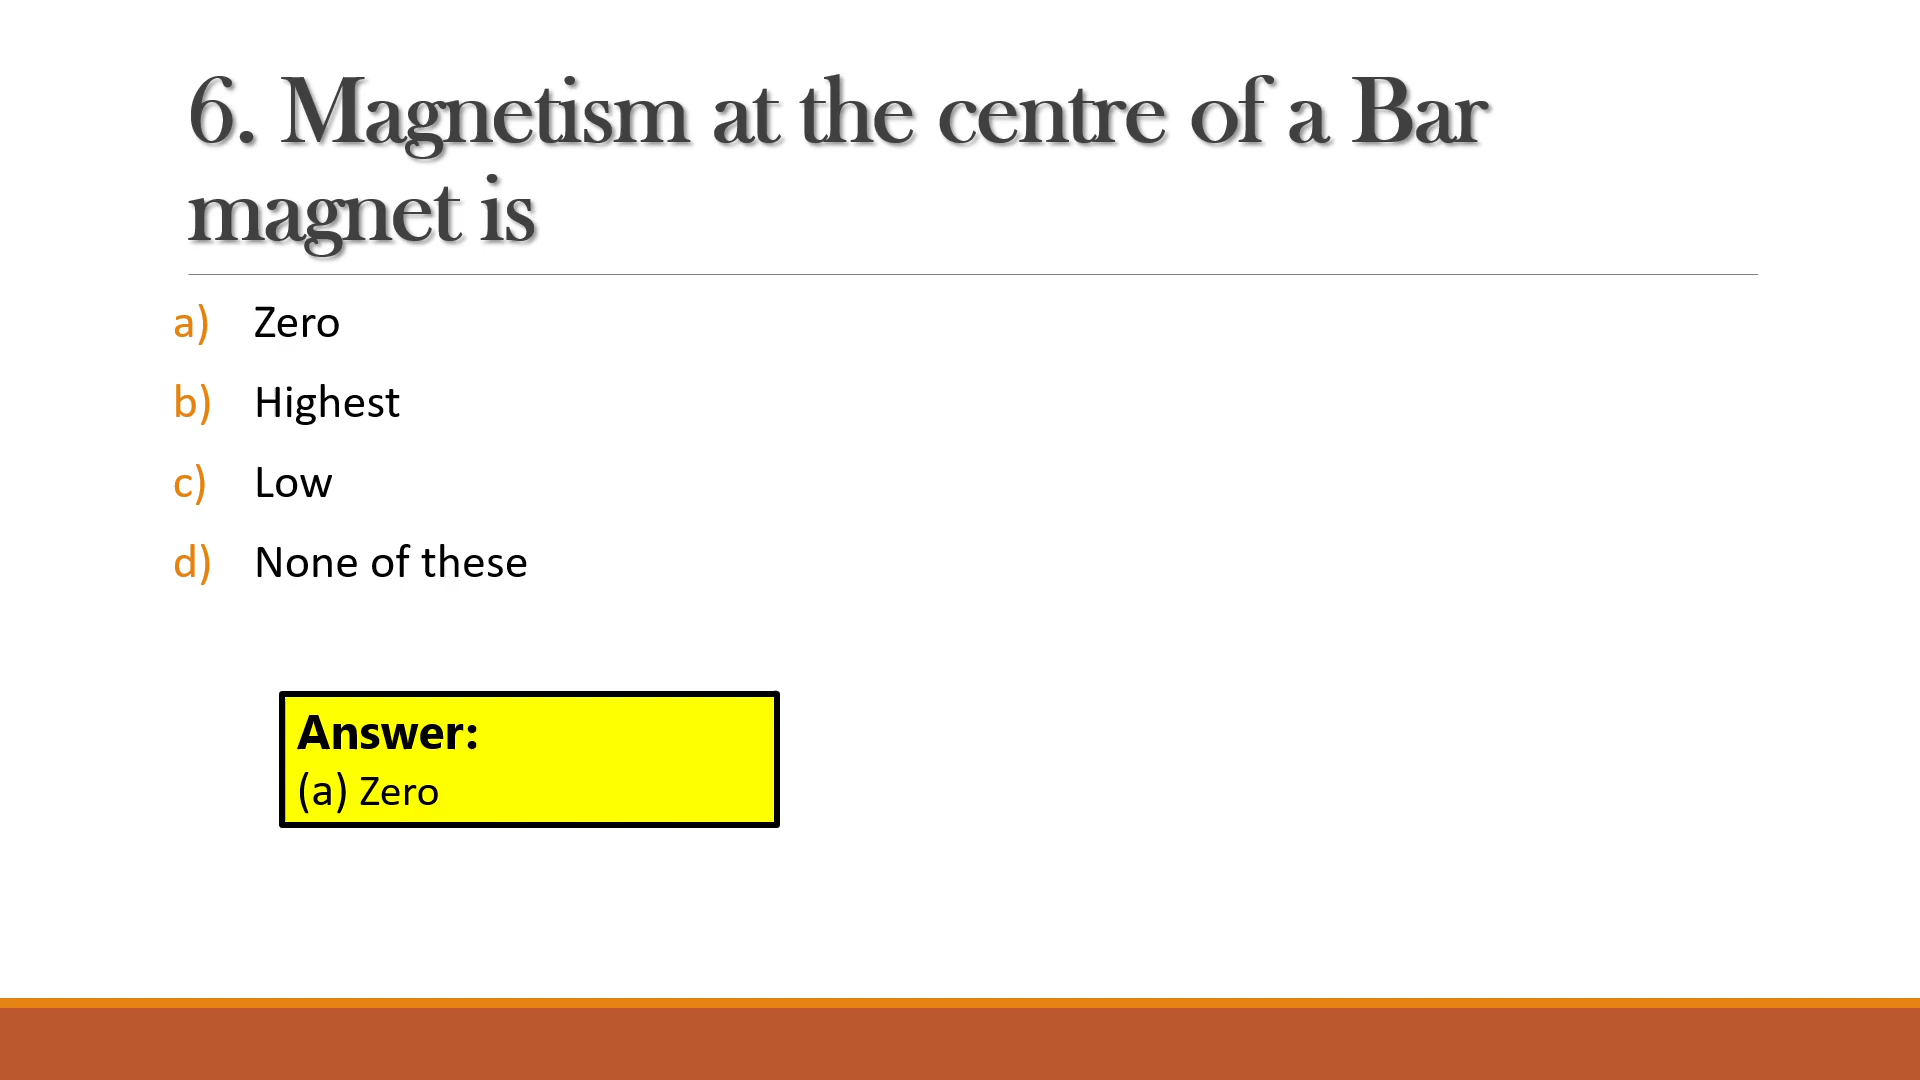 6. Magnetism at the centre of a Bar
magnet is
a) Zero
b) Highest
c) Low
d) None of these
Answer:
(a) Zero